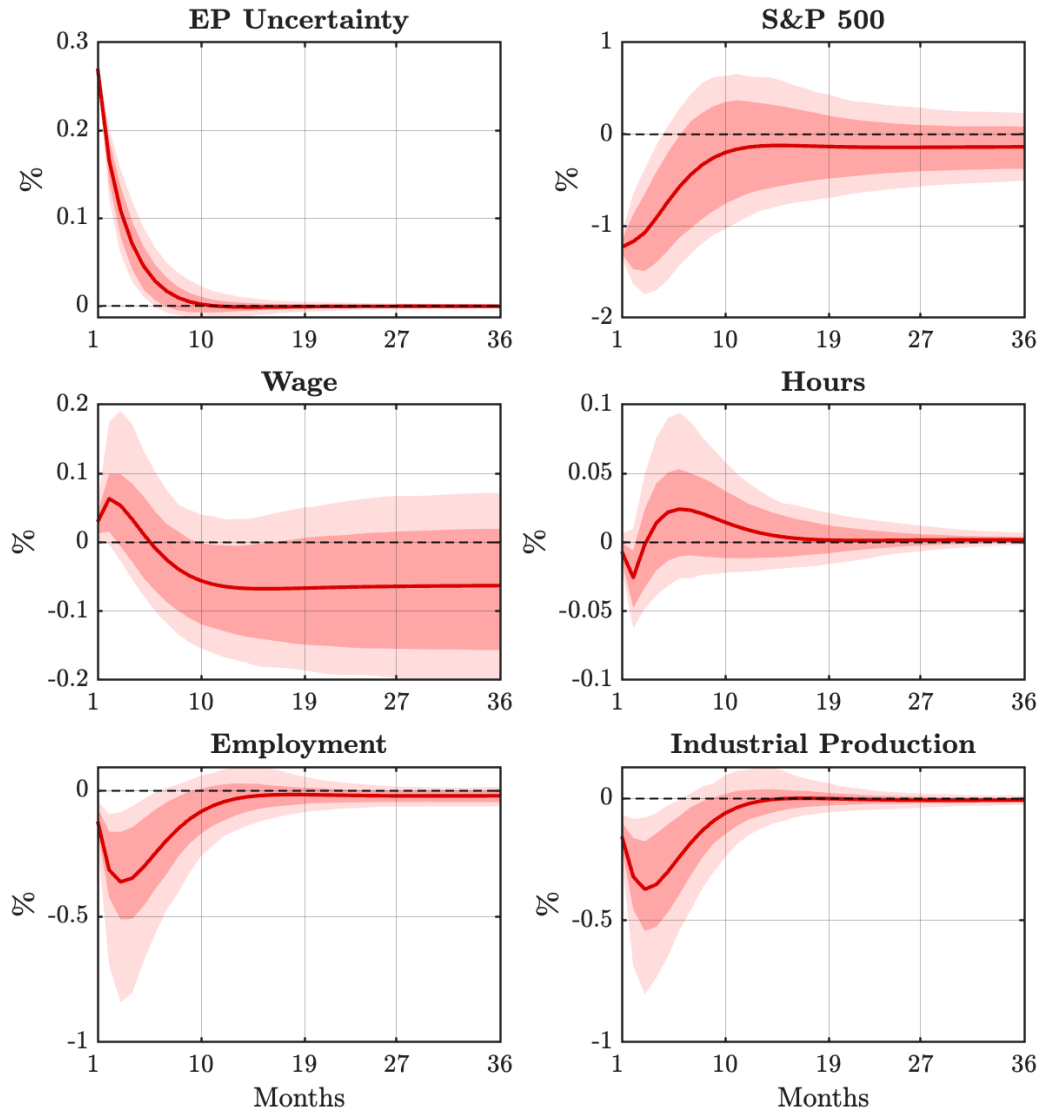 EP Uncertainty
0.3
0.2
0.1
0
%
1 10 19 27 36
S&P 500
1
0
-1
-2
%
1 10 19 27 36
Wage
0.2
0.1
0
-0.1
-0.2
%
1 10 19 27 36
Hours
0.1
0.05
0
-0.05
-0.1
%
1 10 19 27 36
Employment
0
-0.5
-1
%
1 10 19 27 36
Months
Industrial Production
0
-0.5
-1
%
1 10 19 27 36
Months